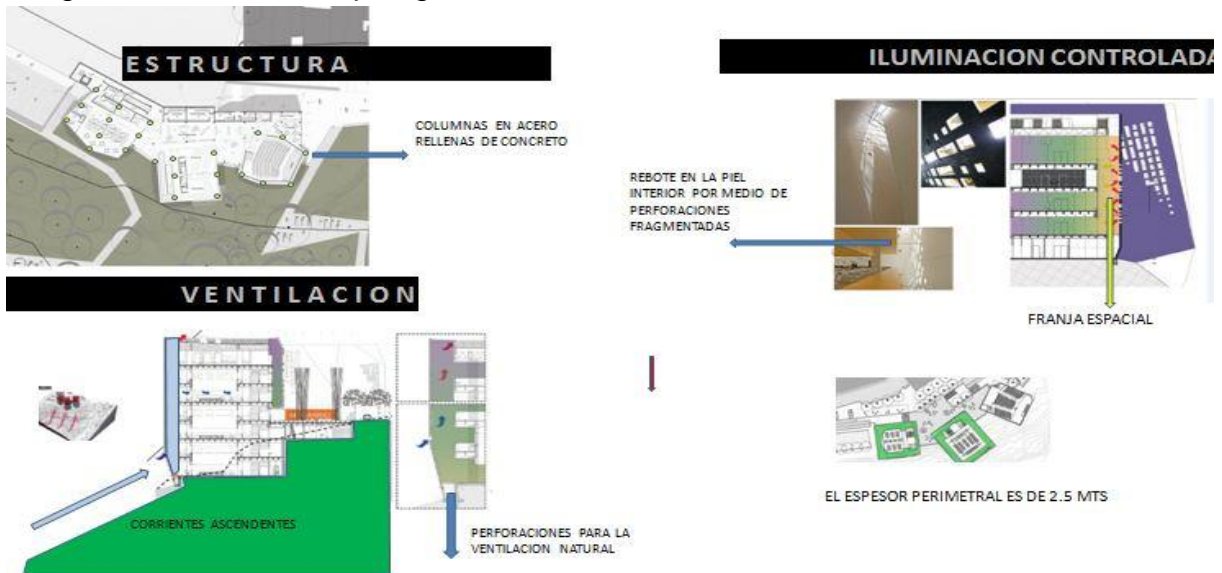 ESTRUCTURA
COLUMNAS EN ACERO
RELLENAS DE CONCRETO
VENTILACION
CORRIENTES ASCENDENTES
PERFORACIONES PARA LA
VENTILACION NATURAL
ILUMINACION CONTROLADA
REBOTE EN LA PIEL
INTERIOR POR MEDIO DE
PERFORACIONES
FRAGMENTADAS
FRANJA ESPACIAL
EL ESPESOR PERIMETRAL ES DE 2.5 MTS